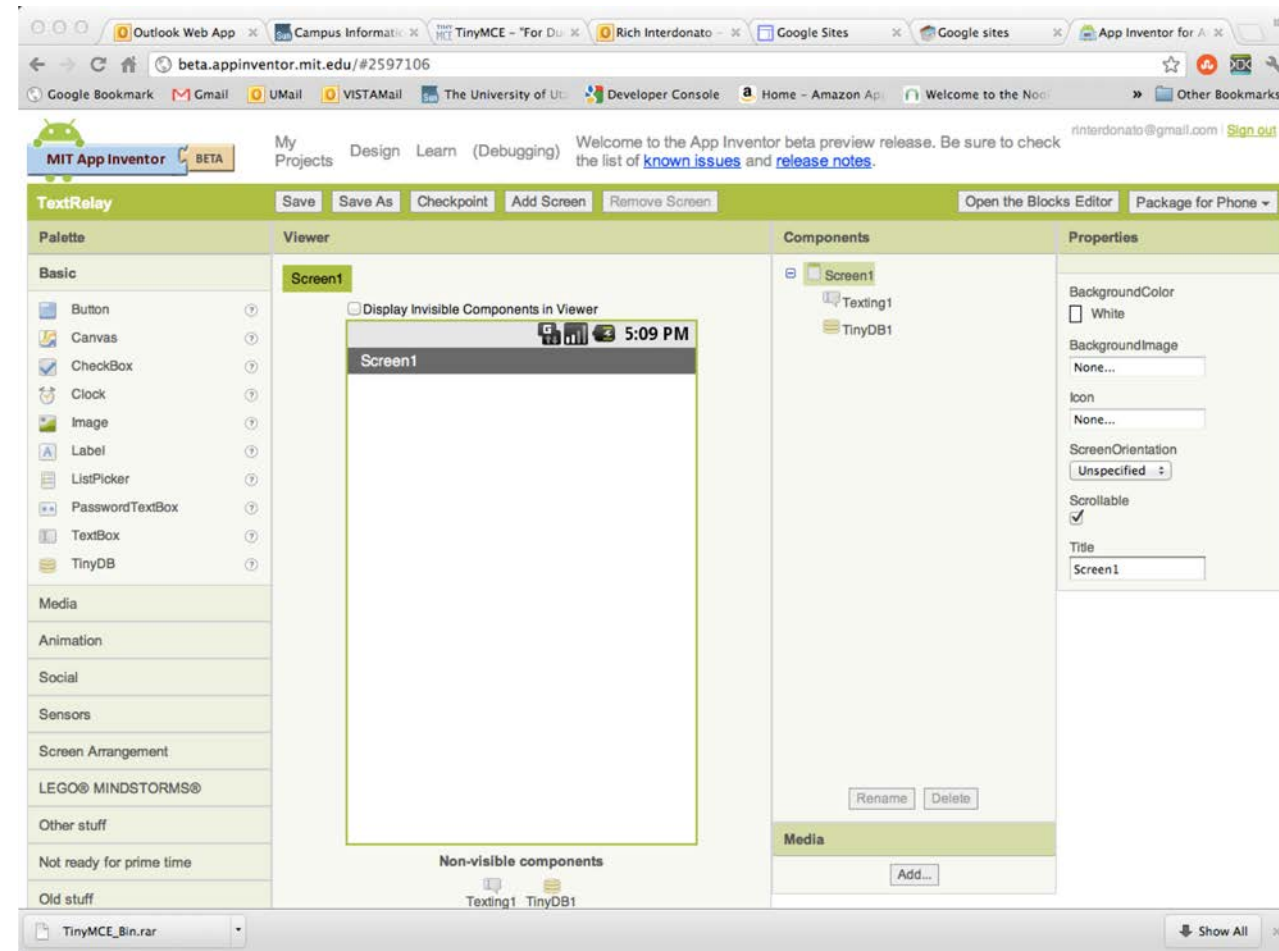 Outlook Web App
Campus Informatic
TinyMCE - "For Du
Rich Interdonato -
Google Sites
Google sites
App Inventor for A
beta.appinventor.mit.edu/#2597106
Google Bookmark
Gmail
UMail
VISTAMail
The University of Ut
Developer Console
Home - Amazon Ap
Welcome to the Noo
»
Other Bookmarks
MIT App Inventor BETA
My Projects
Design
Learn
(Debugging)
Welcome to the App Inventor beta preview release. Be sure to check
the list of known issues and release notes.
rinterdonato@gmail.com | Sign out
TextRelay
Save
Save As
Checkpoint
Add Screen
Remove Screen
Open the Blocks Editor
Package for Phone
Palette
Basic
Button
Canvas
CheckBox
Clock
Image
Label
ListPicker
PasswordTextBox
TextBox
TinyDB
Media
Animation
Social
Sensors
Screen Arrangement
LEGO® MINDSTORMS®
Other stuff
Not ready for prime time
Old stuff
Viewer
Screen1
Display Invisible Components in Viewer
5:09 PM
Screen1
Non-visible components
Texting1 TinyDB1
Components
Screen1
Texting1
TinyDB1
Rename
Delete
Media
Add...
Properties
BackgroundColor
White
BackgroundImage
None...
Icon
None...
ScreenOrientation
Unspecified
Scrollable
Title
Screen1
TinyMCE_Bin.rar
Show All